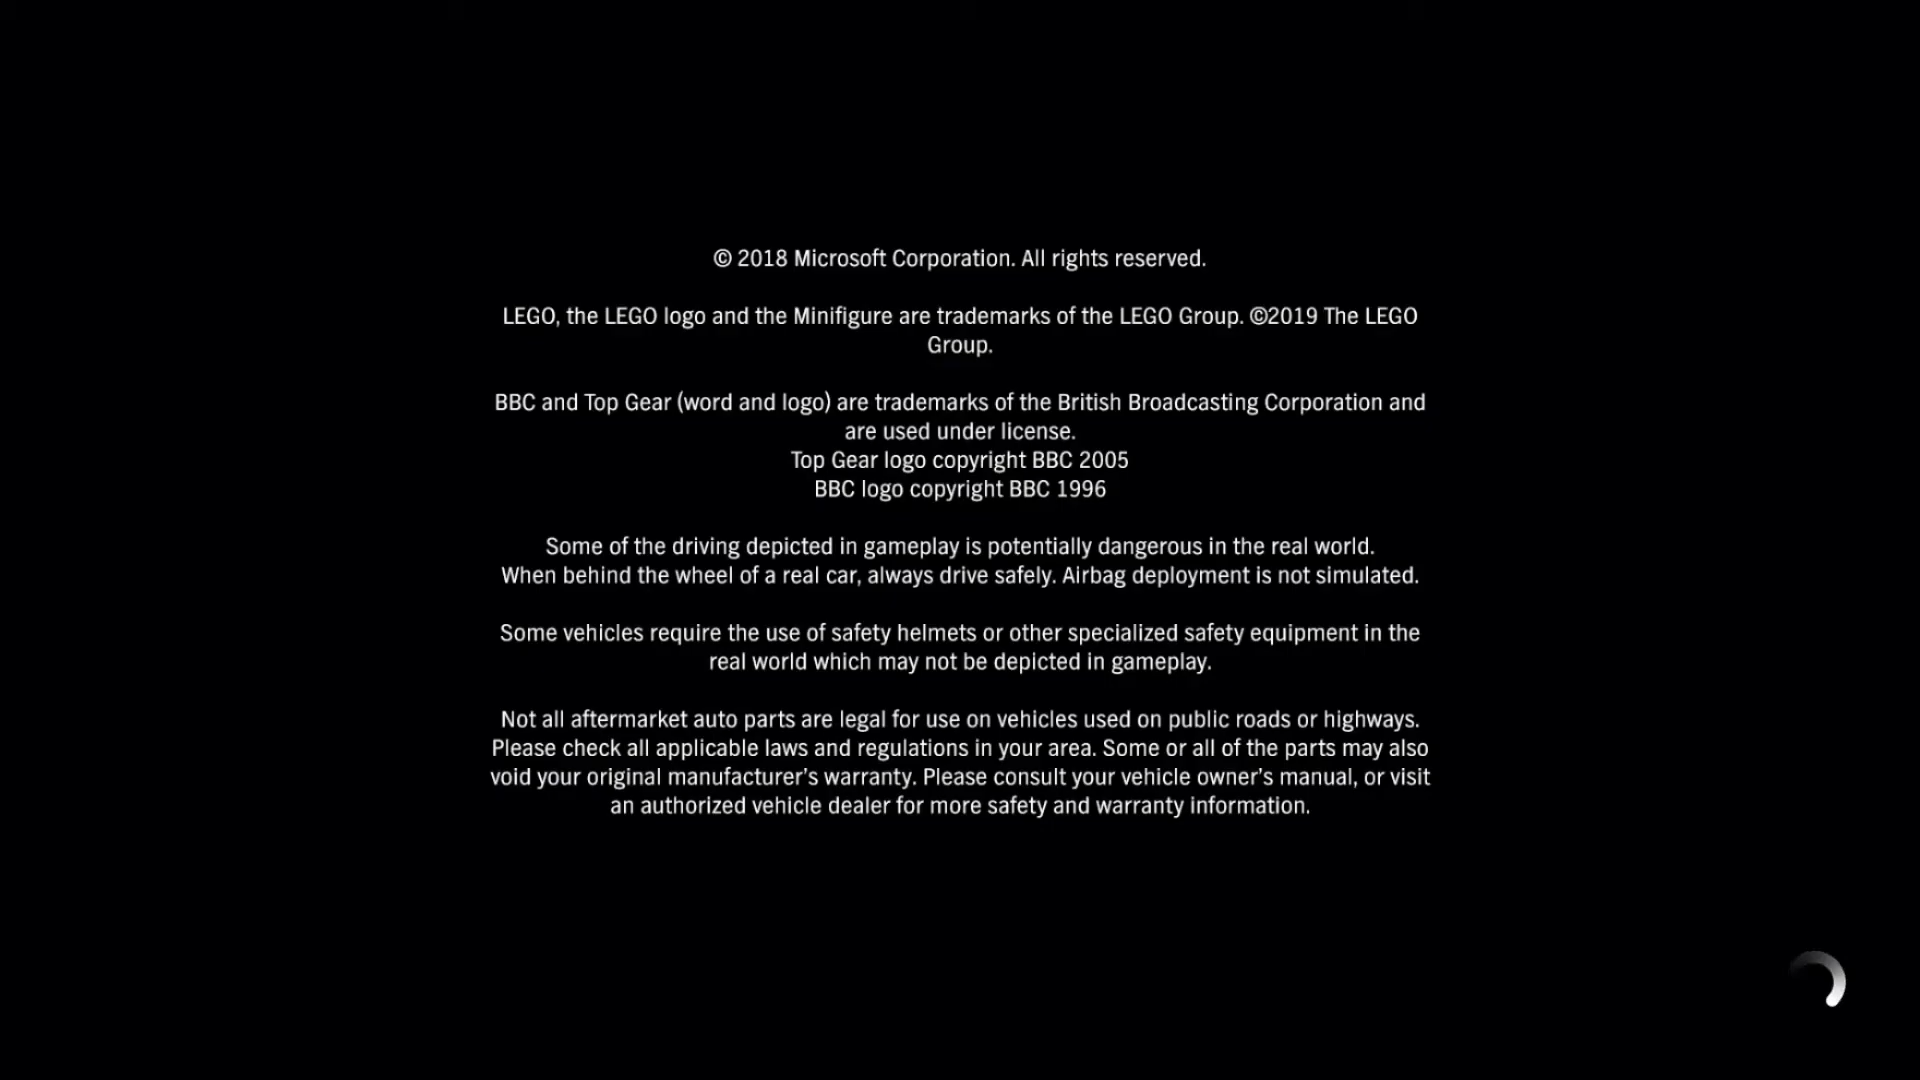 © 2018 Microsoft Corporation. All rights reserved.
LEGO, the LEGO logo and the Minifigure are trademarks of the LEGO Group. ©2019 The LEGO
Group.
BBC and Top Gear (word and logo) are trademarks of the British Broadcasting Corporation and
are used under license.
Top Gear logo copyright BBC 2005
BBC logo copyright BBC 1996
Some of the driving depicted in gameplay is potentially dangerous in the real world.
When behind the wheel of a real car, always drive safely. Airbag deployment is not simulated.
Some vehicles require the use of safety helmets or other specialized safety equipment in the
real world which may not be depicted in gameplay.
Not all aftermarket auto parts are legal for use on vehicles used on public roads or highways.
Please check all applicable laws and regulations in your area. Some or all of the parts may also
void your original manufacturer’s warranty. Please consult your vehicle owner’s manual, or visit
an authorized vehicle dealer for more safety and warranty information.